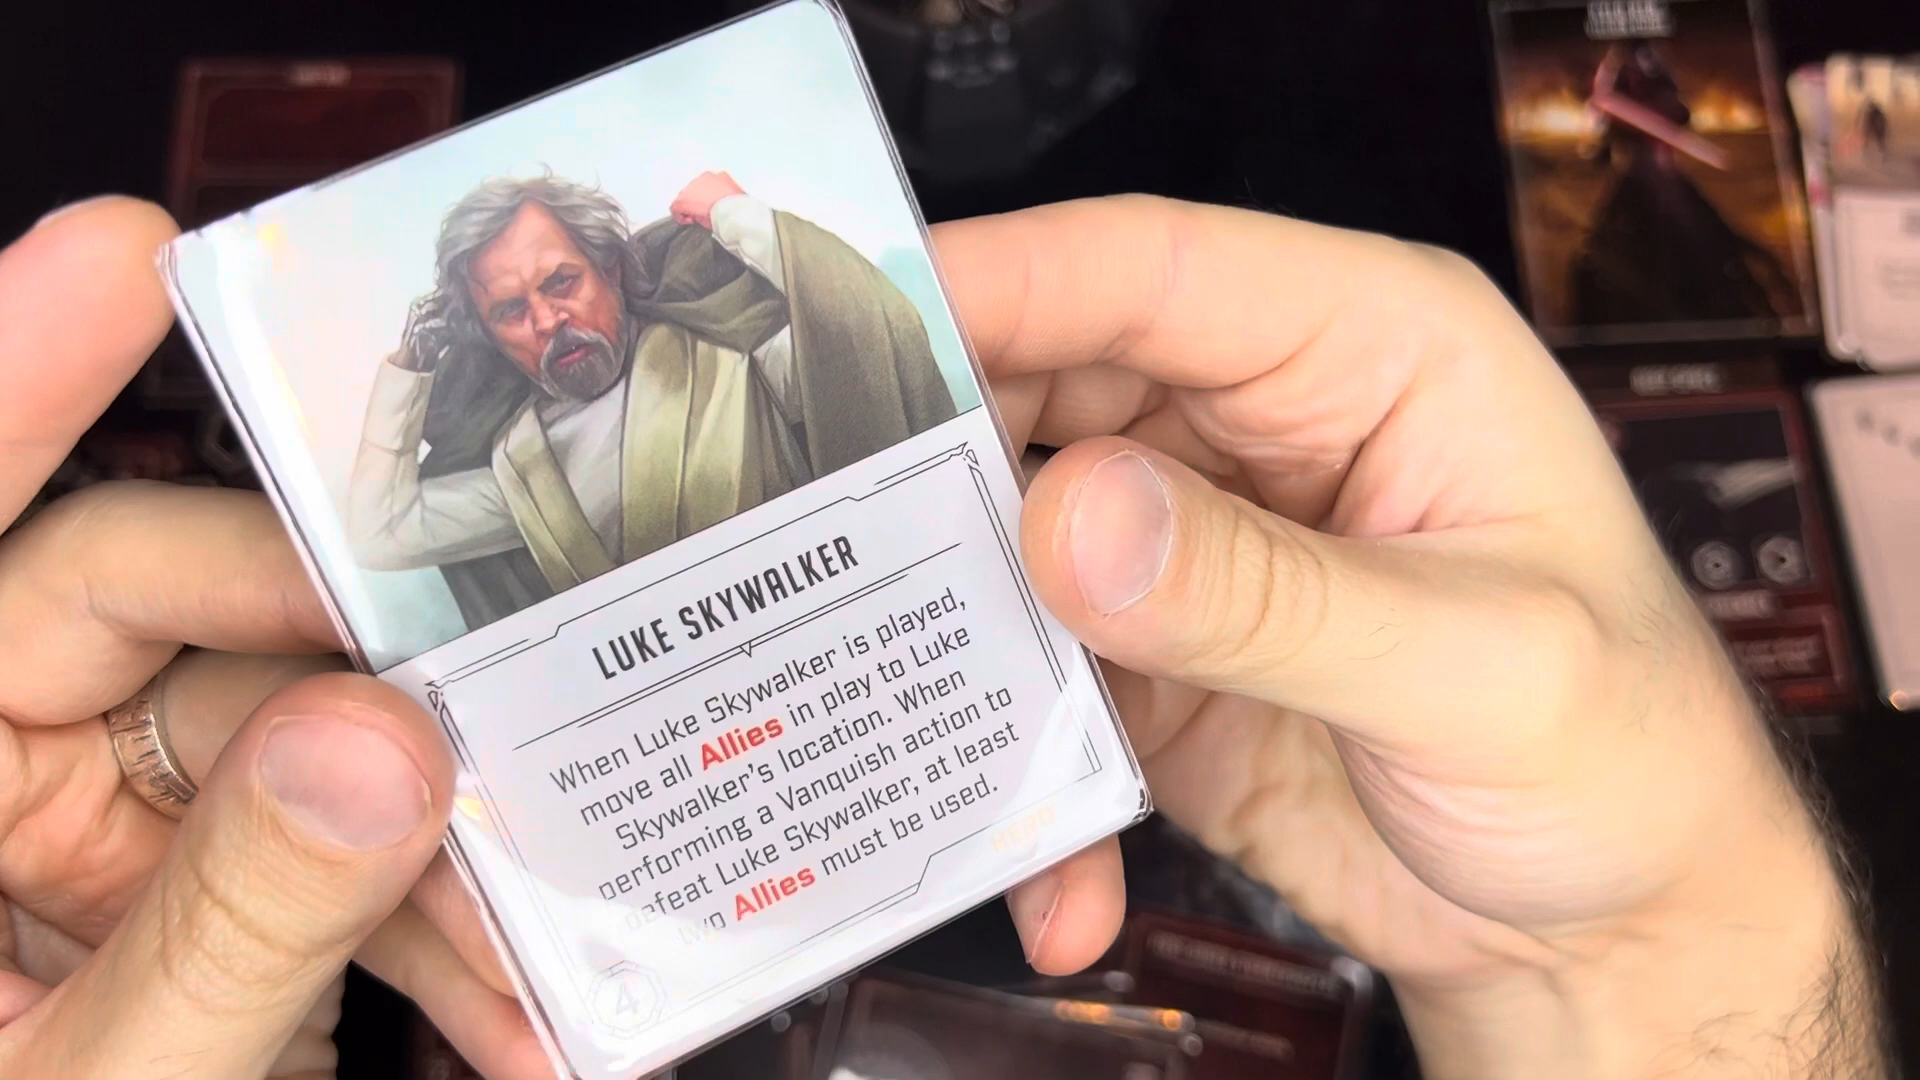 LUKE SKYWALKER
When Luke Skywalker is played,
move all Allies in play to Luke
Skywalker's location. When
performing a Vanquish action to
defeat Luke Skywalker, at least
two Allies must be used.
HERO
4